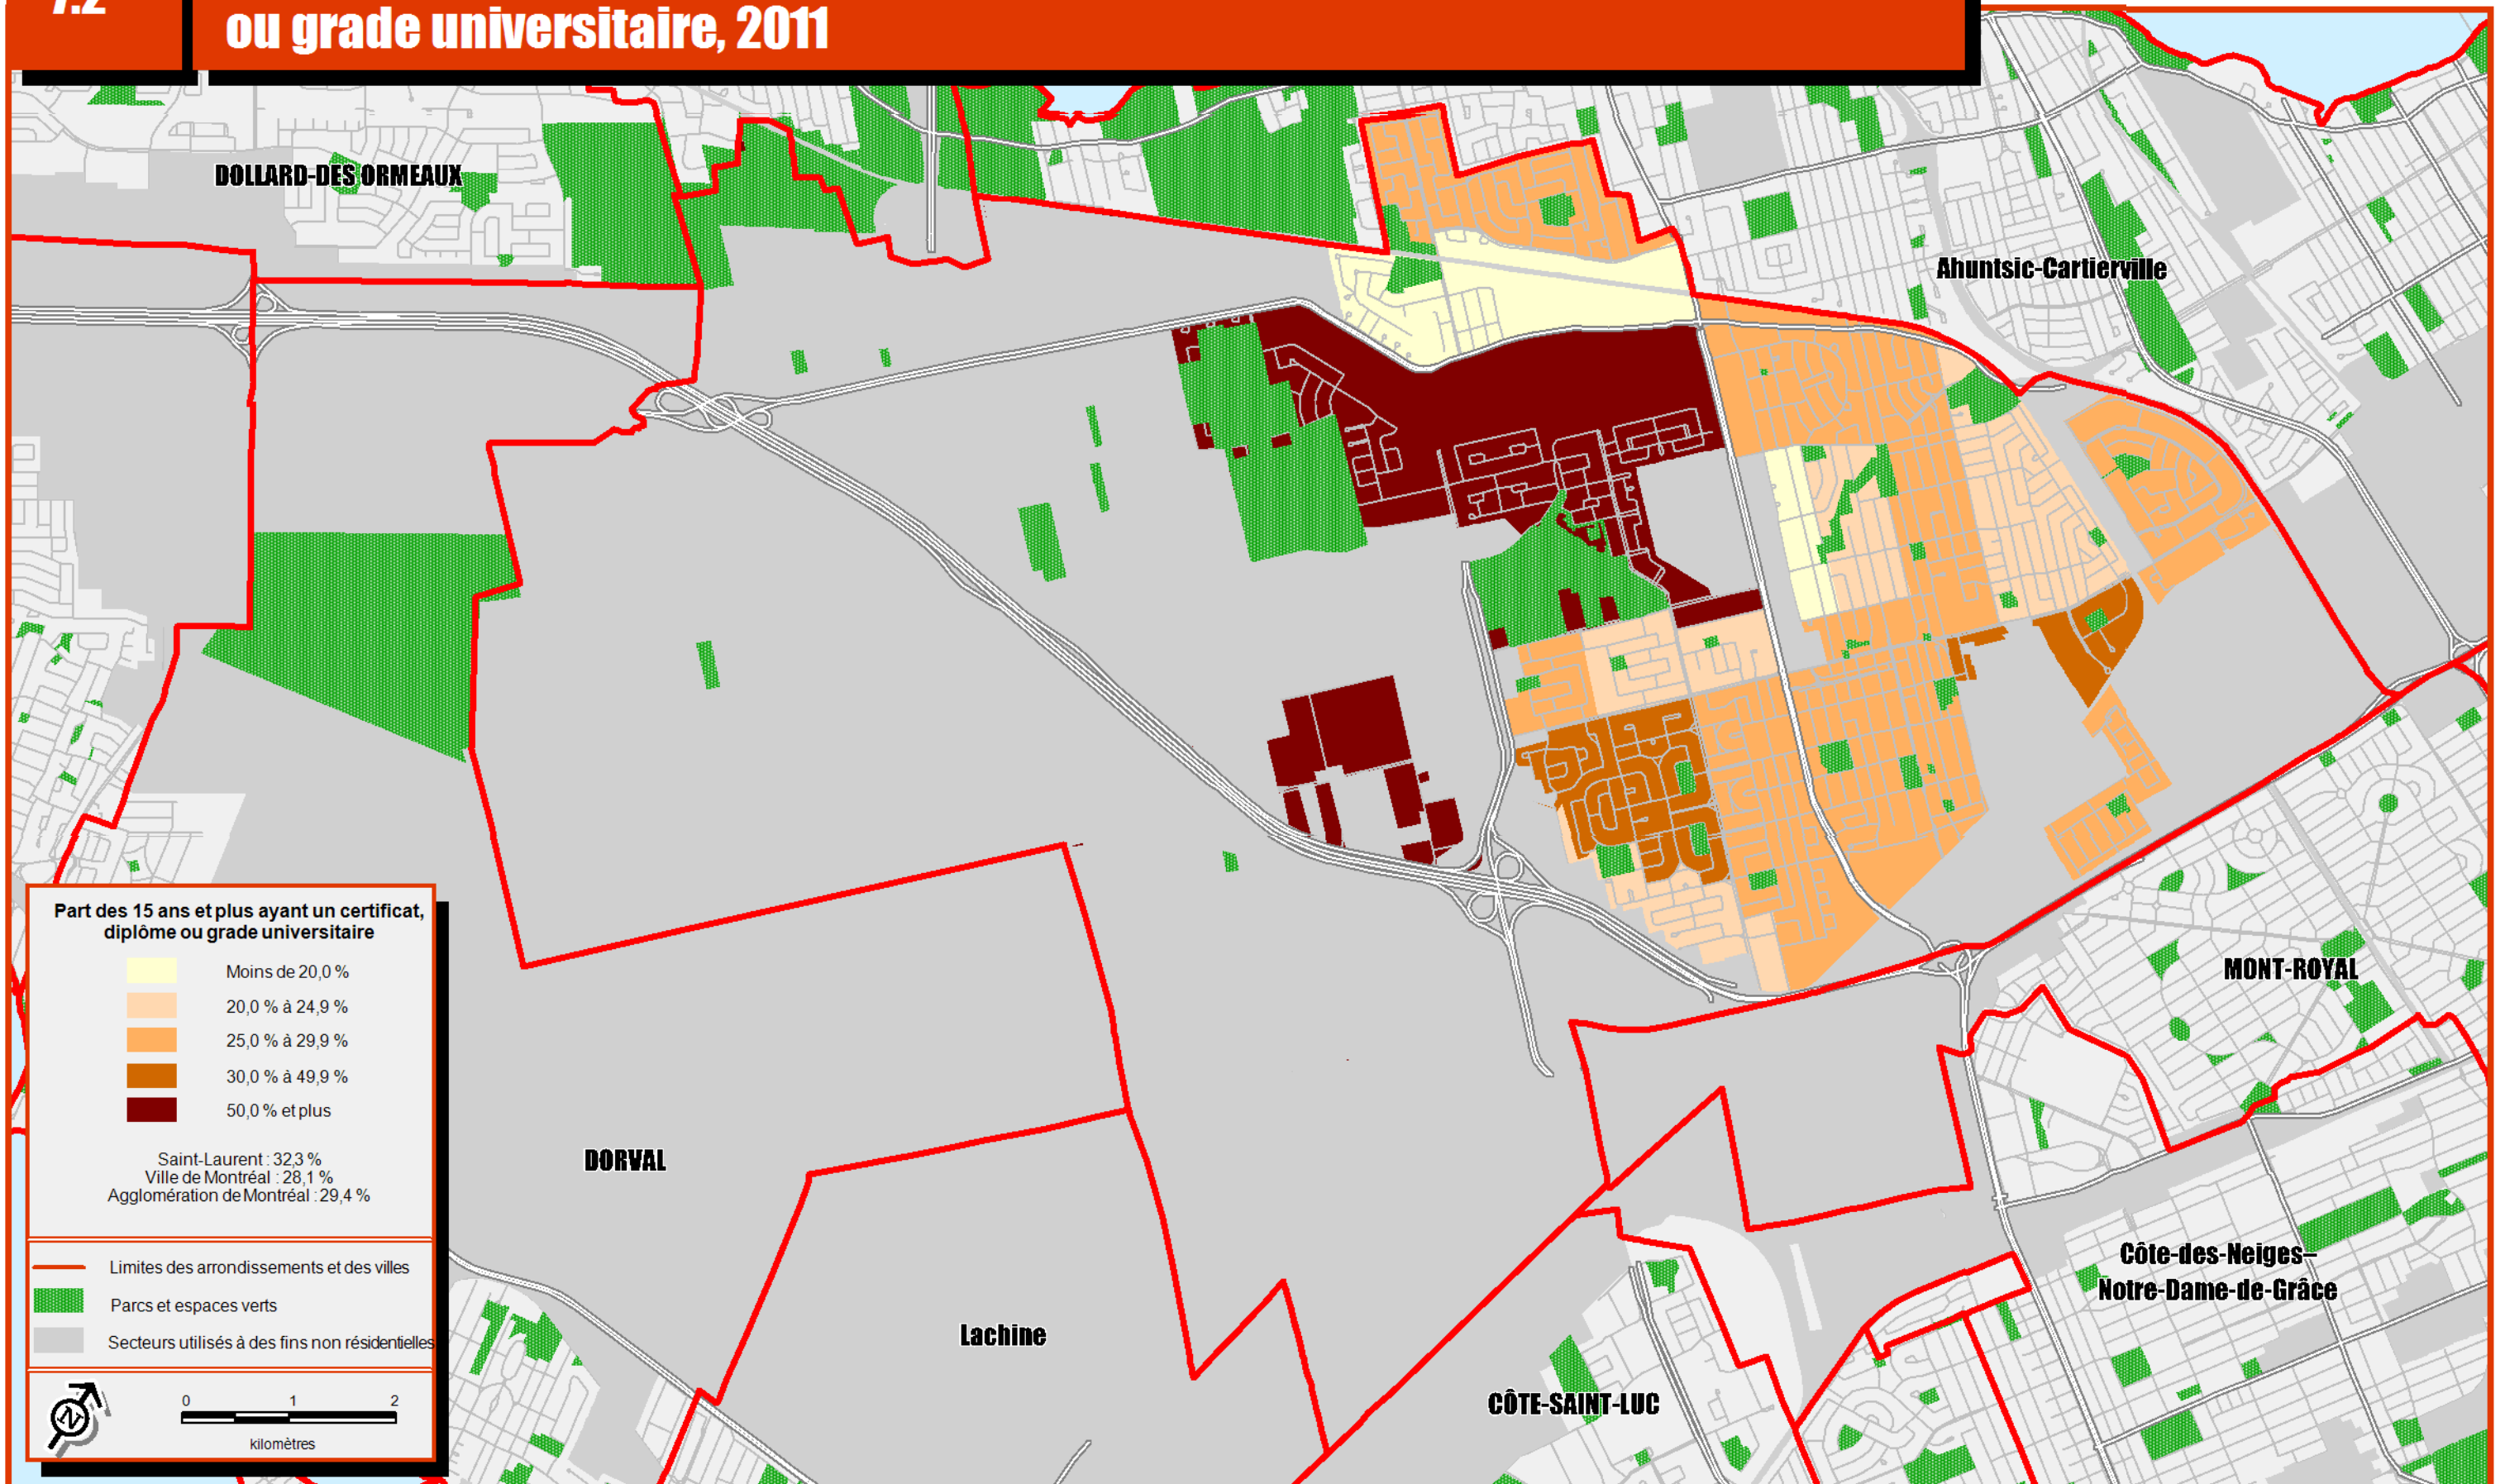 7.2
ou grade universitaire, 2011
DOLLARD-DES ORMEAUX
Ahuntsic-Cartierville
MONT-ROYAL
DORVAL
Lachine
CÔTE-SAINT-LUC
Côte-des-Neiges–
Notre-Dame-de-Grâce
Part des 15 ans et plus ayant un certificat,
diplôme ou grade universitaire
Moins de 20,0 %
20,0 % à 24,9 %
25,0 % à 29,9 %
30,0 % à 49,9 %
50,0 % et plus
Saint-Laurent : 32,3 %
Ville de Montréal : 28,1 %
Agglomération de Montréal : 29,4 %
Limites des arrondissements et des villes
Parcs et espaces verts
Secteurs utilisés à des fins non résidentielles
N
0 1 2
kilomètres